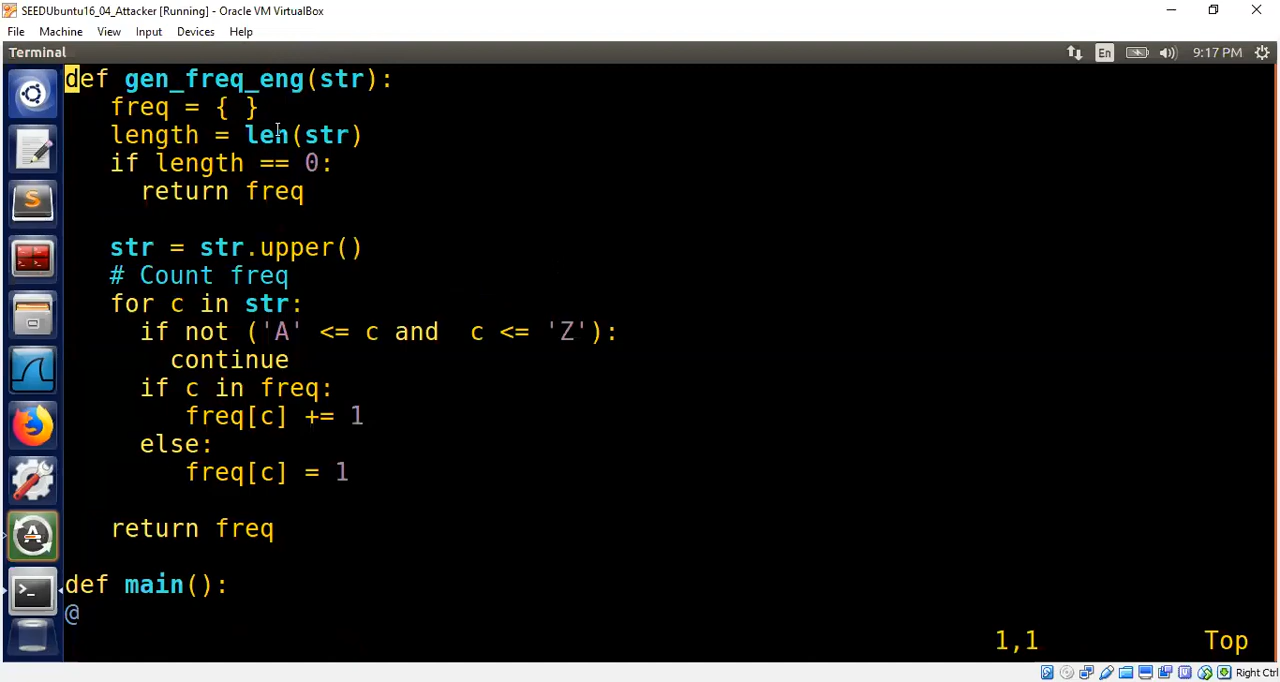 SEEDUbuntu16_04_Attacker [Running] - Oracle VM VirtualBox
File Machine View Input Devices Help
Terminal En 9:17 PM
def gen_freq_eng(str):
   freq = { }
   length = len(str)
   if length == 0:
     return freq

   str = str.upper()
   # Count freq
   for c in str:
     if not ('A' <= c and  c <= 'Z'):
       continue
     if c in freq:
        freq[c] += 1
     else:
        freq[c] = 1

   return freq

def main():
@
1,1 Top
Right Ctrl